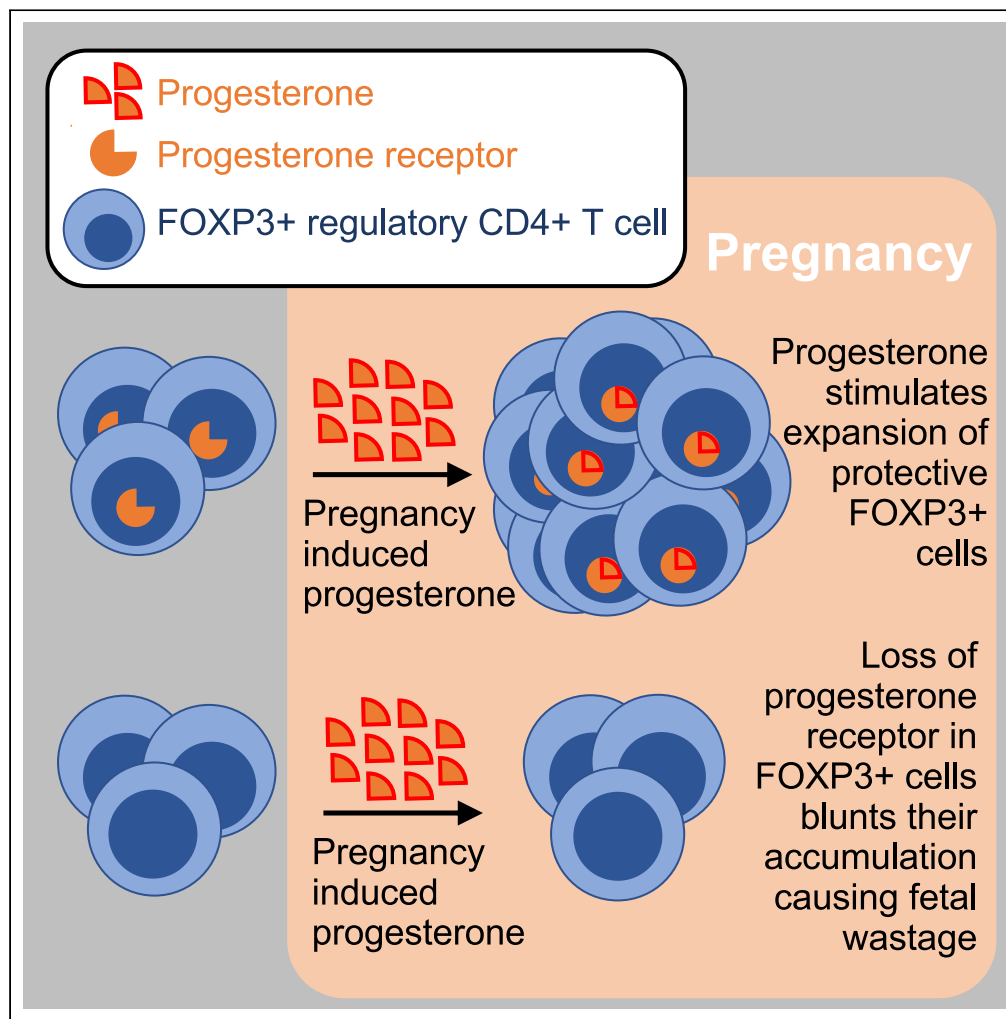 Progesterone
Progesterone receptor
FOXP3+ regulatory CD4+ T cell
Pregnancy
Pregnancy
induced
progesterone
Progesterone
stimulates
expansion of
protective
FOXP3+
cells
Pregnancy
induced
progesterone
Loss of
progesterone
receptor in
FOXP3+ cells
blunts their
accumulation
causing fetal
wastage